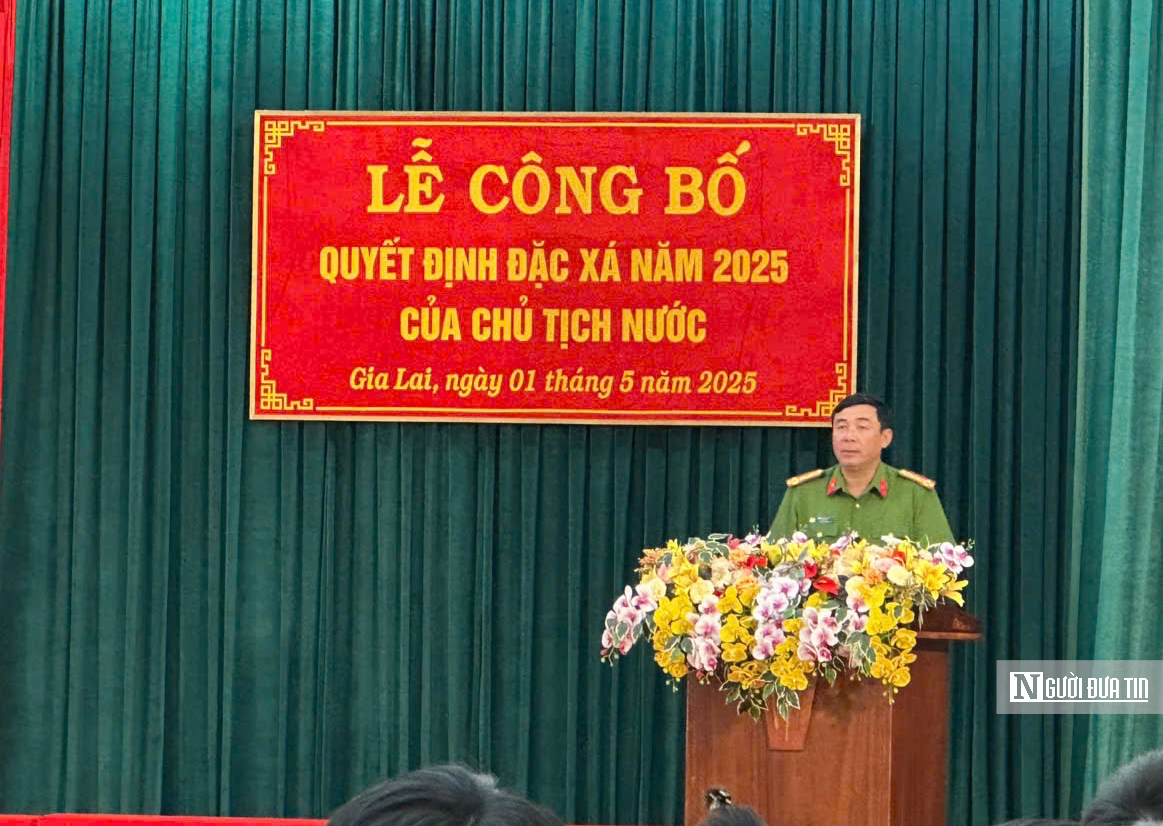 LỄ CÔNG BỐ
QUYẾT ĐỊNH ĐẶC XÁ NĂM 2025
CỦA CHỦ TỊCH NƯỚC
Gia Lai, ngày 01 tháng 5 năm 2025
NGƯỜI ĐƯA TIN